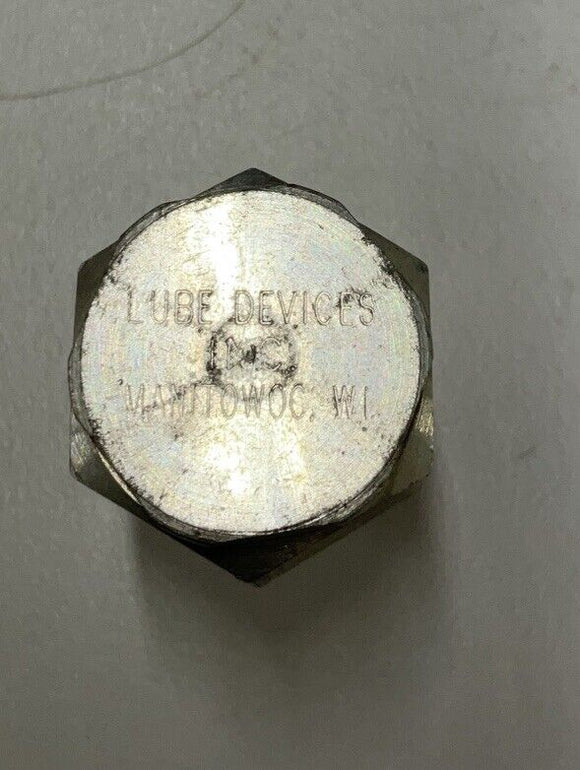 LUBE DEVICES
INC
MANITOWOC, WI.